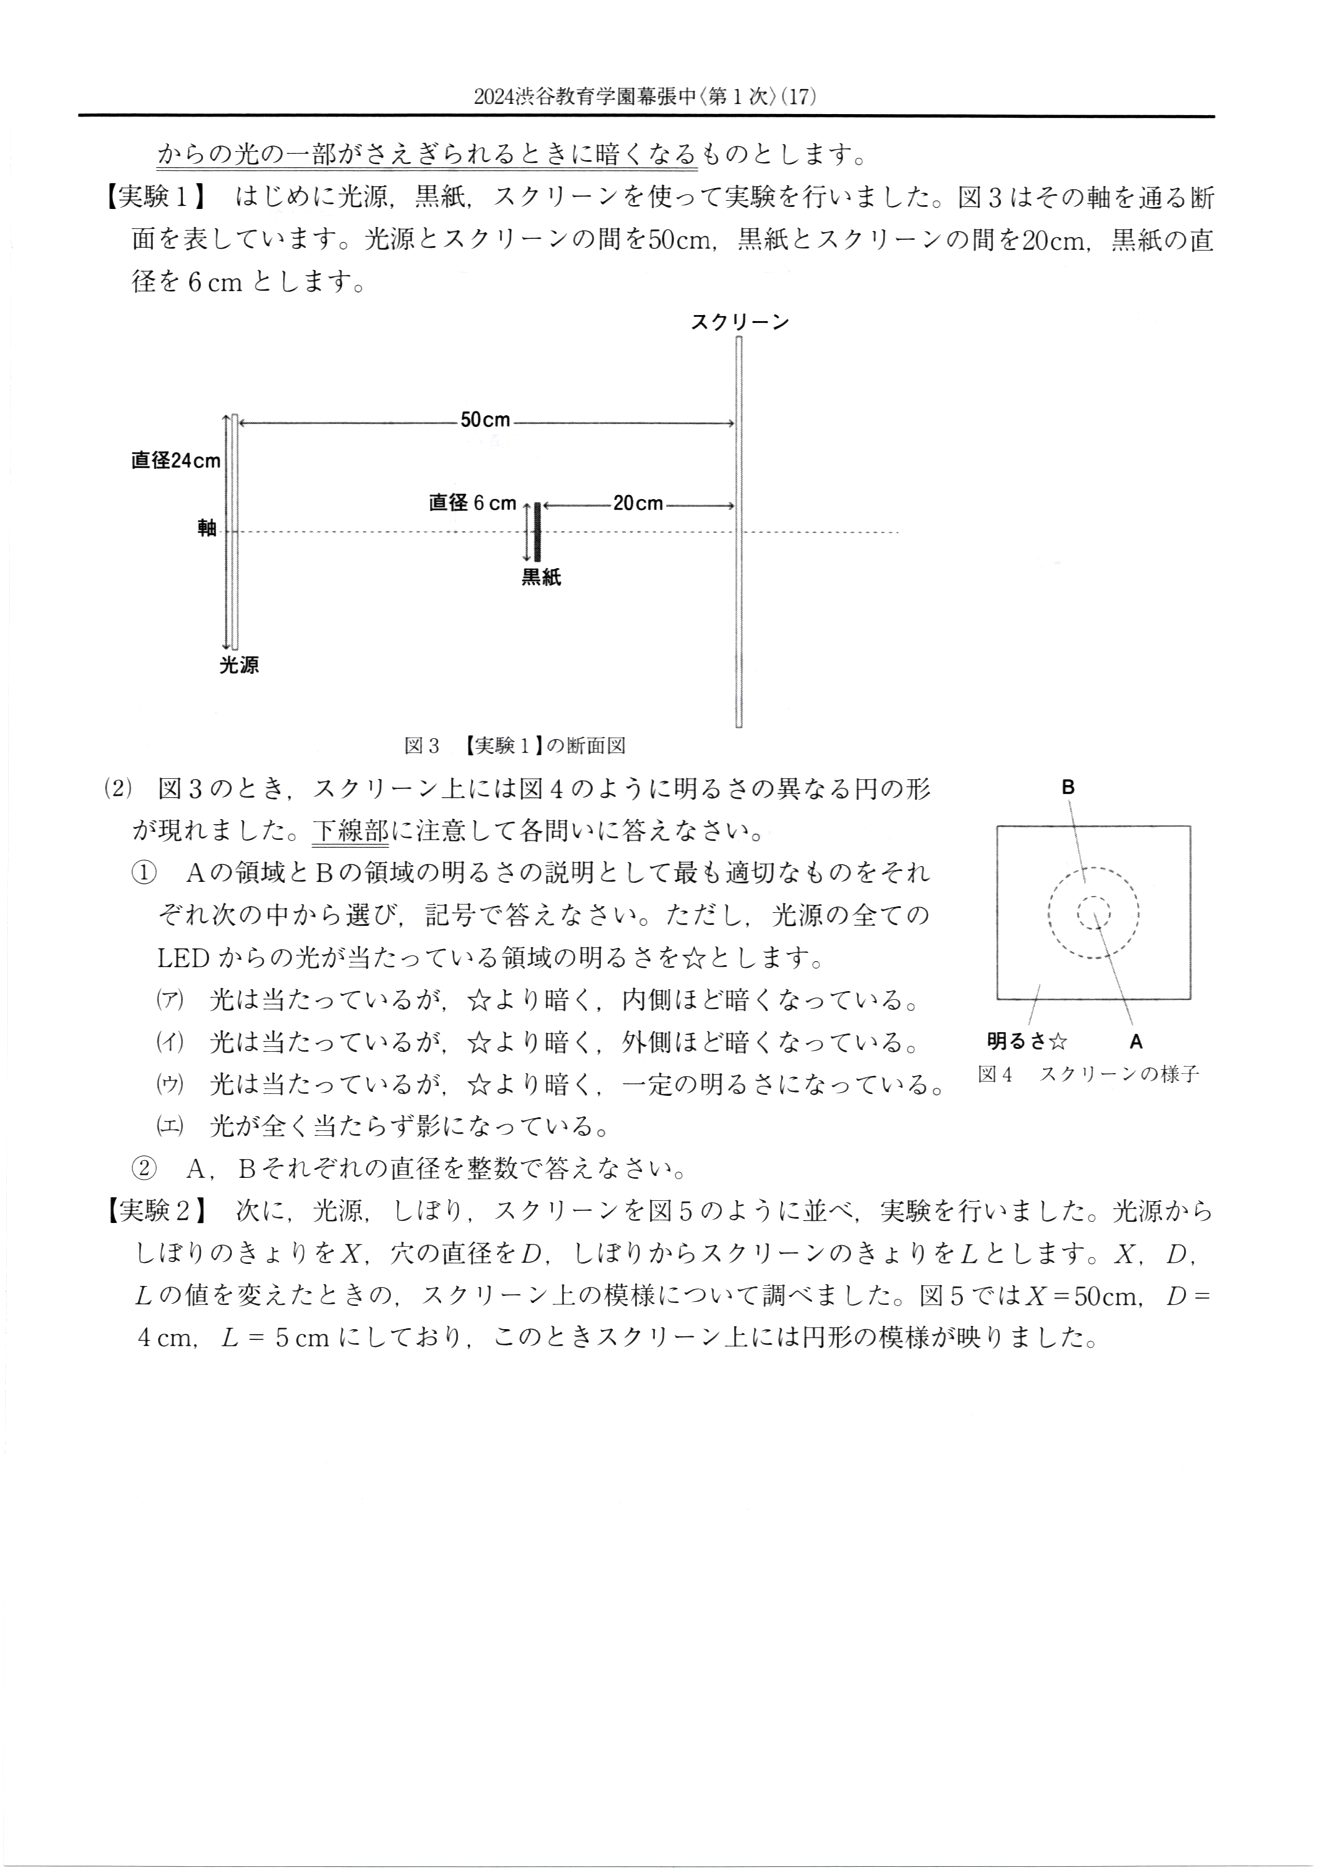 2024渋谷教育学園幕張中〈第1次〉(17)
からの光の一部がさえぎられるときに暗くなるものとします。
【実験1】 はじめに光源，黒紙，スクリーンを使って実験を行いました。図3はその軸を通る断
面を表しています。光源とスクリーンの間を50cm，黒紙とスクリーンの間を20cm，黒紙の直
径を6cmとします。
スクリーン
50cm
直径24cm
直径6cm
20cm
軸
黒紙
光源
図3 【実験1】の断面図
(2) 図3のとき，スクリーン上には図4のように明るさの異なる円の形
が現れました。下線部に注意して各問いに答えなさい。
① Aの領域とBの領域の明るさの説明として最も適切なものをそれ
ぞれ次の中から選び，記号で答えなさい。ただし，光源の全ての
LEDからの光が当たっている領域の明るさを☆とします。
(ア) 光は当たっているが，☆より暗く，内側ほど暗くなっている。
(イ) 光は当たっているが，☆より暗く，外側ほど暗くなっている。
(ウ) 光は当たっているが，☆より暗く，一定の明るさになっている。
(エ) 光が全く当たらず影になっている。
② A，Bそれぞれの直径を整数で答えなさい。
B
明るさ☆
A
図4 スクリーンの様子
【実験2】 次に，光源，しぼり，スクリーンを図5のように並べ，実験を行いました。光源から
しぼりのきょりをX，穴の直径をD，しぼりからスクリーンのきょりをLとします。X，D，
Lの値を変えたときの，スクリーン上の模様について調べました。図5ではX=50cm，D=
4cm，L=5cmにしており，このときスクリーン上には円形の模様が映りました。